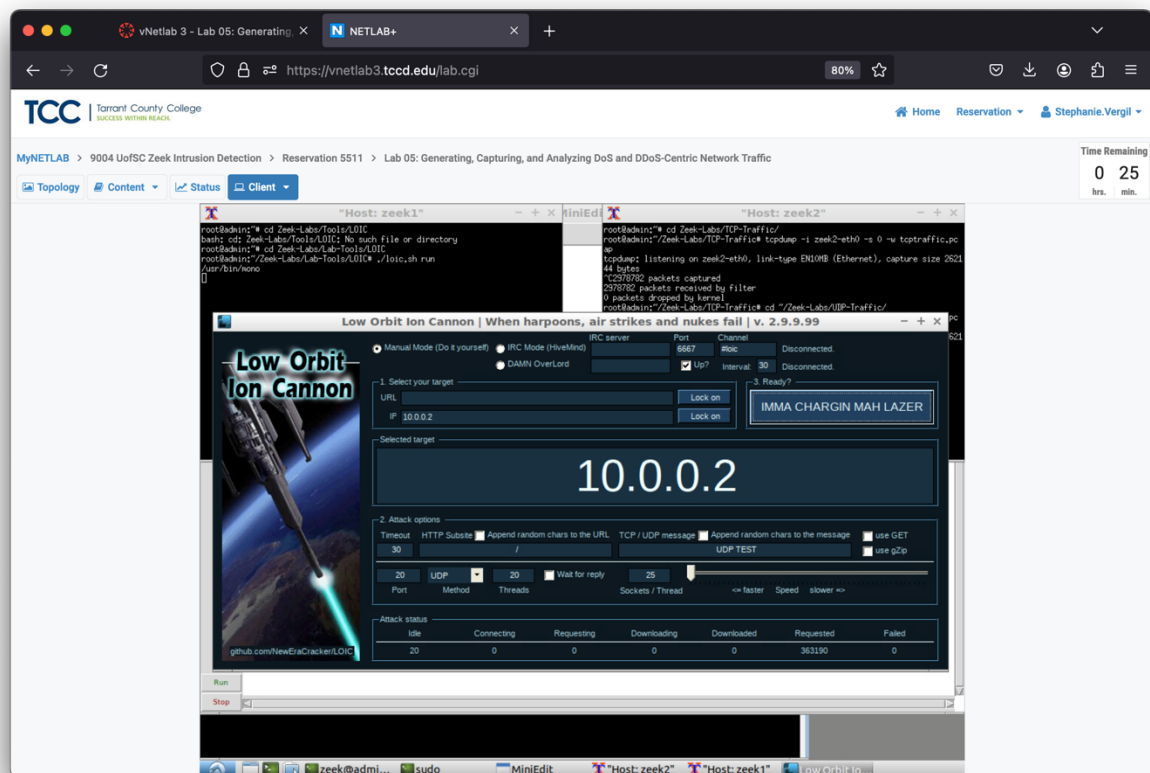 vNetlab 3 - Lab 05: Generating,
NETLAB+
https://vnetlab3.tccd.edu/lab.cgi
80%
TCC
Tarrant County College
SUCCESS WITHIN REACH.
Home
Reservation
Stephanie.Vergil
MyNETLAB > 9004 UofSC Zeek Intrusion Detection > Reservation 5511 > Lab 05: Generating, Capturing, and Analyzing DoS and DDoS-Centric Network Traffic
Time Remaining
0 25
hrs. min.
Topology
Content
Status
Client
"Host: zeek1"
MiniEdi
"Host: zeek2"
root@admin:~# cd Zeek-Labs/Tools/LOIC
bash: cd: Zeek-Labs/Tools/LOIC: No such file or directory
root@admin:~# cd Zeek-Labs/Lab-Tools/LOIC
root@admin:~/Zeek-Labs/Lab-Tools/LOIC# ./loic.sh run
/usr/bin/mono
root@admin:~# cd Zeek-Labs/TCP-Traffic/
root@admin:~/Zeek-Labs/TCP-Traffic# tcpdump -i zeek2-eth0 -s 0 -w tcptraffic.pc
ap
tcpdump: listening on zeek2-eth0, link-type EN10MB (Ethernet), capture size 2621
44 bytes
^C2978782 packets captured
2978782 packets received by filter
0 packets dropped by kernel
root@admin:~/Zeek-Labs/TCP-Traffic# cd ~/Zeek-Labs/UDP-Traffic/
pc
621
Low Orbit Ion Cannon | When harpoons, air strikes and nukes fail | v. 2.9.9.99
Low Orbit
Ion Cannon
github.com/NewEraCracker/LOIC
IRC server
Port
Channel
Manual Mode (Do it yourself)
IRC Mode (HiveMind)
6667
#loic
Disconnected.
DAMN OverLord
Up?
Interval:
30
Disconnected.
1. Select your target
URL
Lock on
IP
10.0.0.2
Lock on
3. Ready?
IMMA CHARGIN MAH LAZER
Selected target
10.0.0.2
2. Attack options
Timeout
HTTP Subsite
Append random chars to the URL
TCP / UDP message
Append random chars to the message
use GET
30
/
UDP TEST
use gZip
20
UDP
20
Wait for reply
25
Port
Method
Threads
Sockets / Thread
<= faster
Speed
slower =>
Attack status
Idle Connecting Requesting Downloading Downloaded Requested Failed
20 0 0 0 0 363190 0
Run
Stop
zeek@admi...
sudo
MiniEdit
"Host: zeek2"
"Host: zeek1"
Low Orbit Io